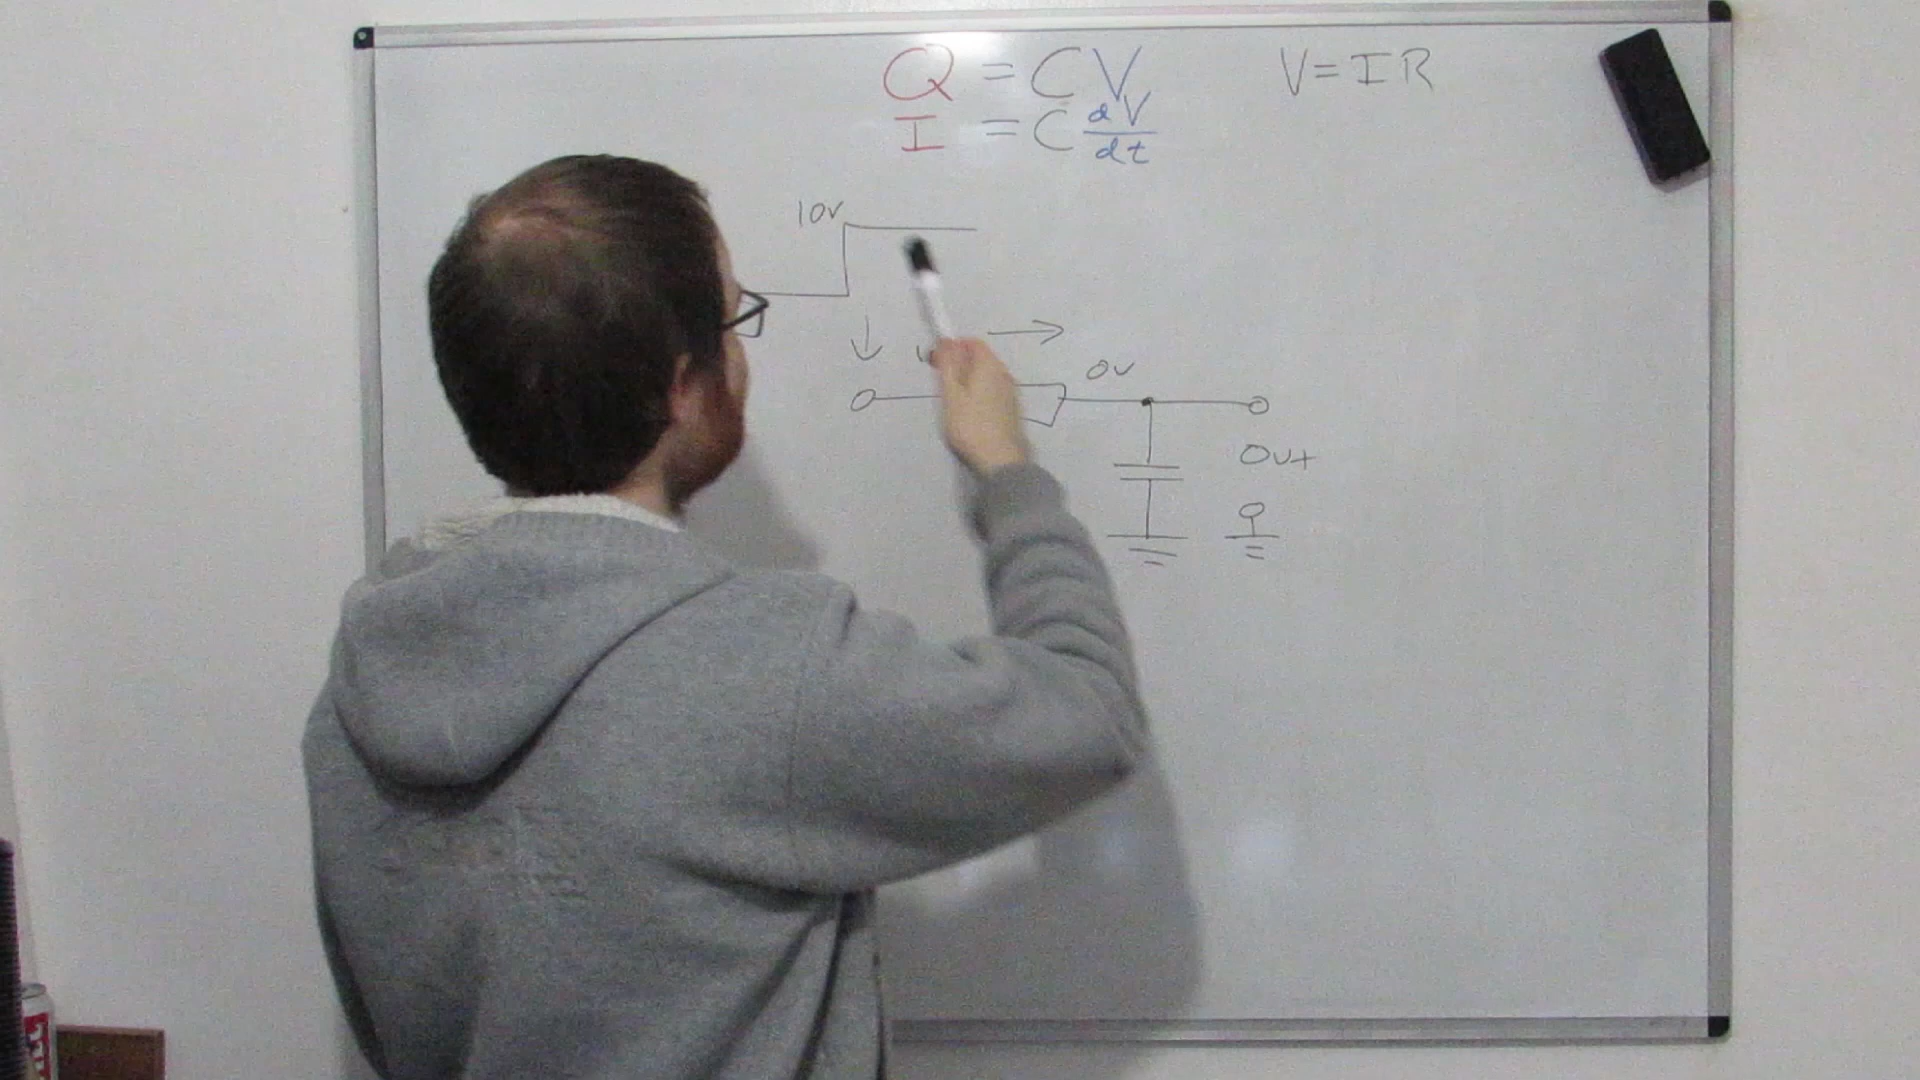 Q = CV
V = IR
I = C dV/dt
10V
0V
Out